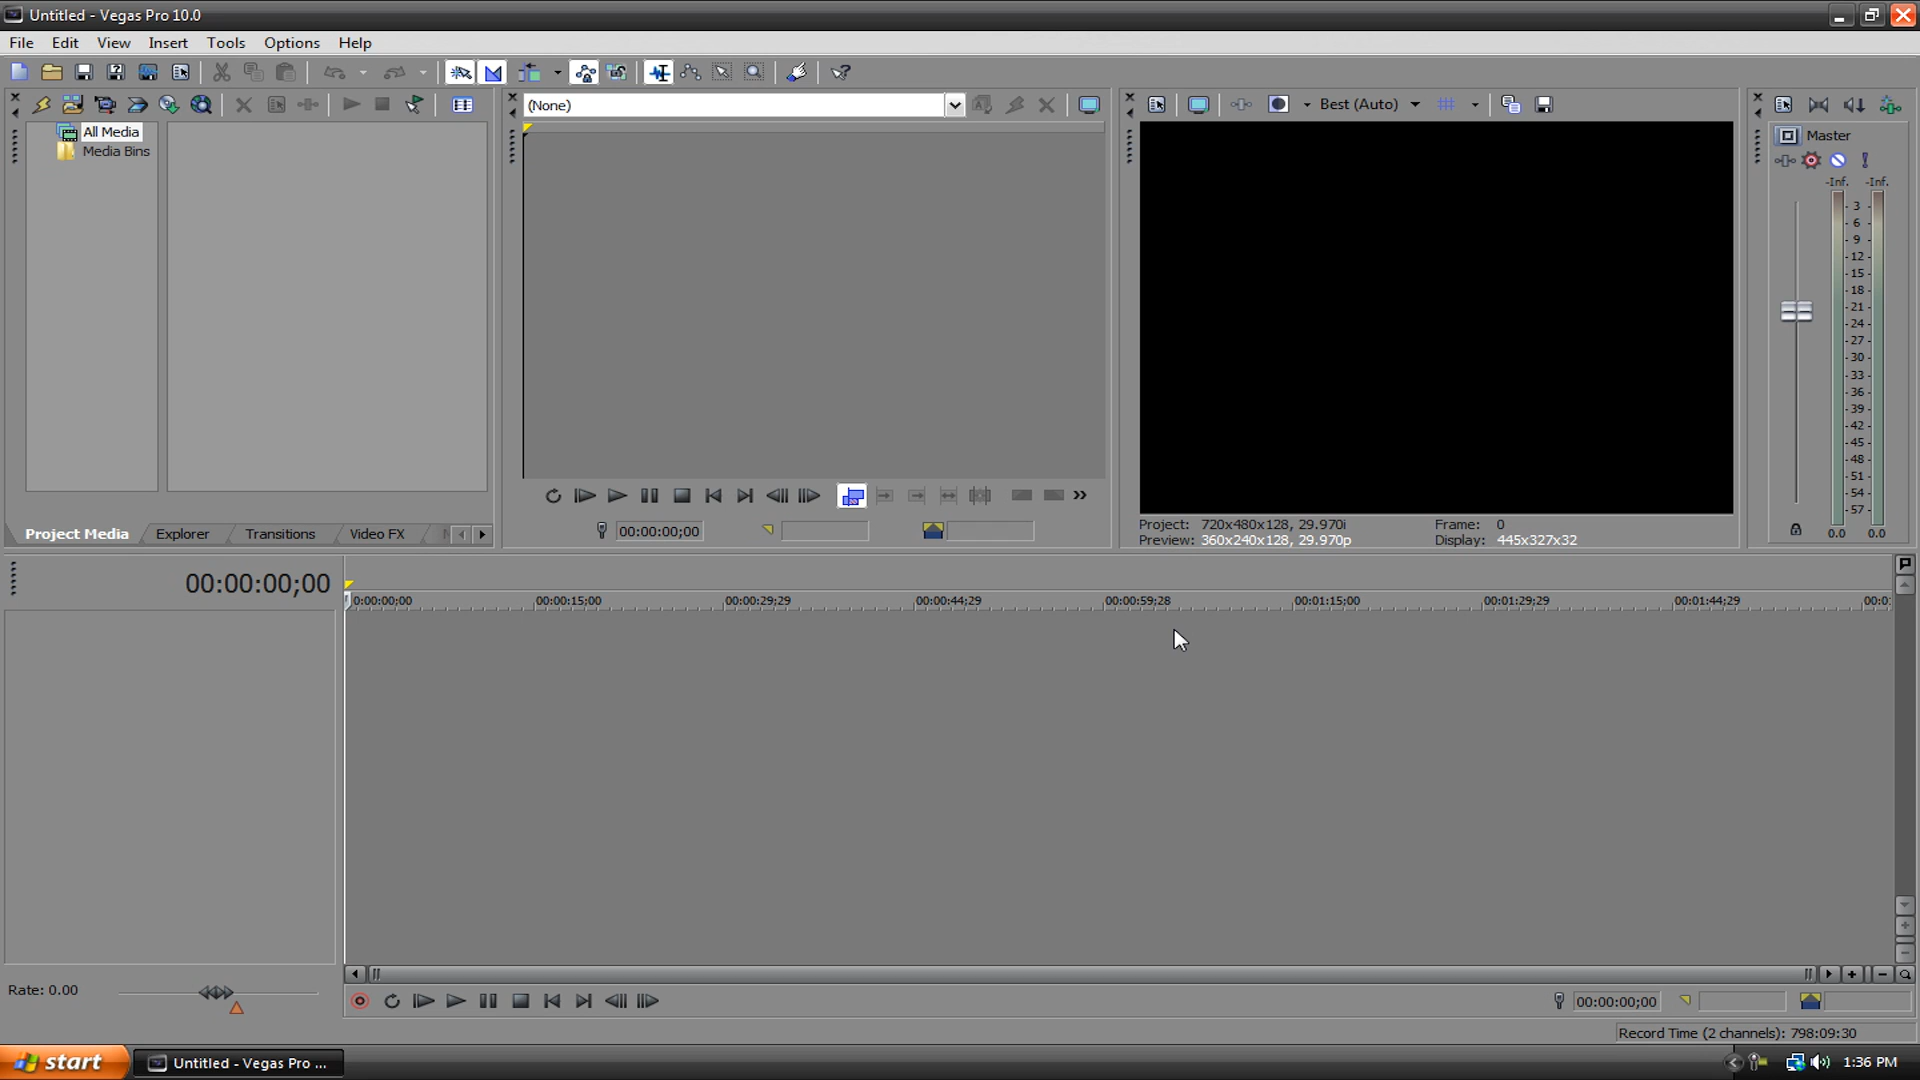 Untitled - Vegas Pro 10.0
File Edit View Insert Tools Options Help
(None)
Best (Auto)
All Media
Media Bins
Master
-Inf. -Inf.
3
6
9
12
15
18
21
24
27
30
33
36
39
42
45
48
51
54
57
0.0 0.0
00:00:00;00
Project: 720x480x128, 29.970i Frame: 0
Preview: 360x240x128, 29.970p Display: 445x327x32
Project Media Explorer Transitions Video FX
00:00:00;00
0:00:00;00 00:00:15;00 00:00:29;29 00:00:44;29 00:00:59;28 00:01:15;00 00:01:29;29 00:01:44;29 00:0
Rate: 0.00
00:00:00;00
Record Time (2 channels): 798:09:30
start Untitled - Vegas Pro ... 1:36 PM